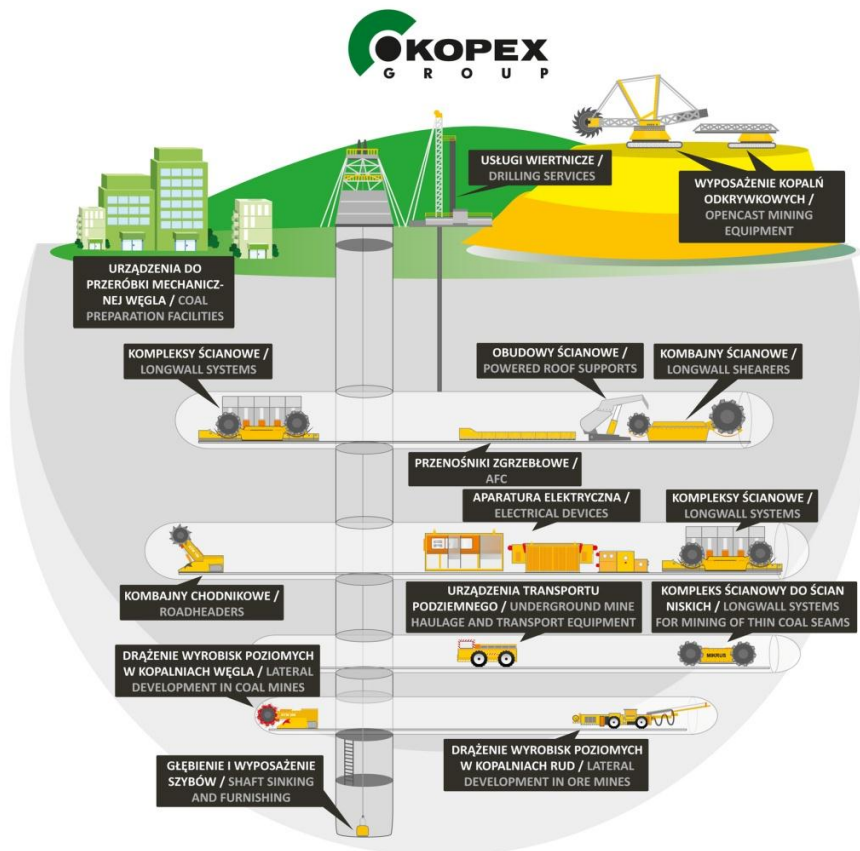 KOPEX
GROUP
USŁUGI WIERTNICZE /
DRILLING SERVICES
WYPOSAŻENIE KOPALŃ
ODKRYWKOWYCH /
OPENCAST MINING
EQUIPMENT
URZĄDZENIA DO
PRZERÓBKI MECHANICZ-
NEJ WĘGLA / COAL
PREPARATION FACILITIES
KOMPLEKSY ŚCIANOWE /
LONGWALL SYSTEMS
OBUDOWY ŚCIANOWE /
POWERED ROOF SUPPORTS
KOMBAJNY ŚCIANOWE /
LONGWALL SHEARERS
PRZENOŚNIKI ZGRZEBŁOWE /
AFC
APARATURA ELEKTRYCZNA /
ELECTRICAL DEVICES
KOMPLEKSY ŚCIANOWE /
LONGWALL SYSTEMS
KOMBAJNY CHODNIKOWE /
ROADHEADERS
URZĄDZENIA TRANSPORTU
PODZIEMNEGO / UNDERGROUND MINE
HAULAGE AND TRANSPORT EQUIPMENT
KOMPLEKS ŚCIANOWY DO ŚCIAN
NISKICH / LONGWALL SYSTEMS
FOR MINING OF THIN COAL SEAMS
MIKRUS
DRĄŻENIE WYROBISK POZIOMYCH
W KOPALNIACH WĘGLA / LATERAL
DEVELOPMENT IN COAL MINES
DRĄŻENIE WYROBISK POZIOMYCH
W KOPALNIACH RUD / LATERAL
DEVELOPMENT IN ORE MINES
GŁĘBIENIE I WYPOSAŻENIE
SZYBÓW / SHAFT SINKING
AND FURNISHING